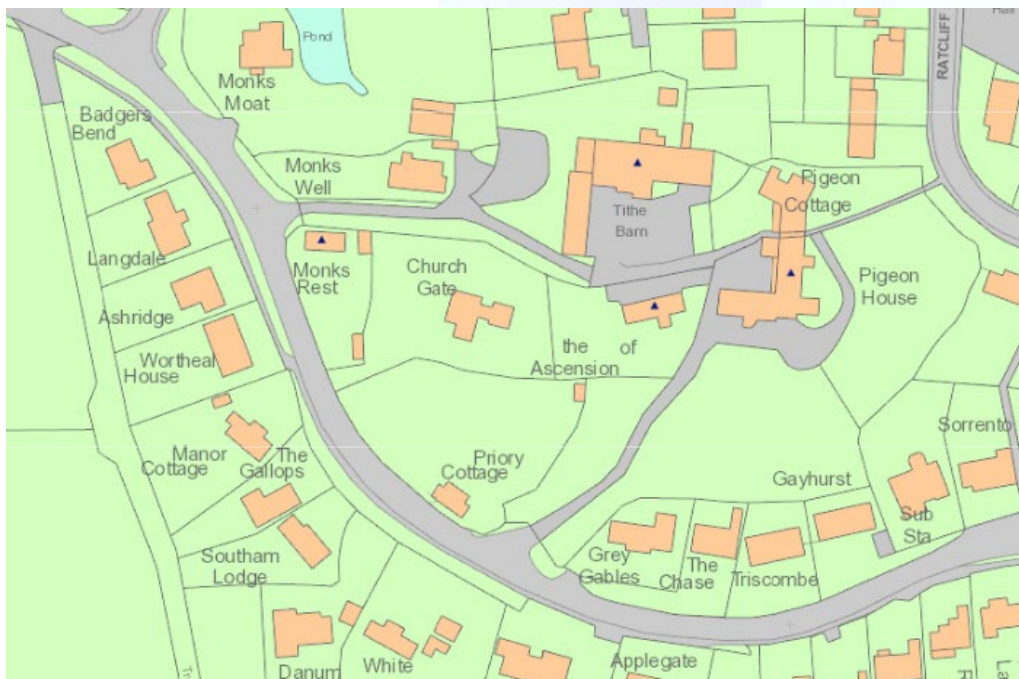 Pond
RATCLIFF
Monks
Moat
Badgers
Bend
Monks
Well
Pigeon
Cottage
Tithe
Barn
Langdale
Monks
Rest
Church
Gate
Pigeon
House
Ashridge
the of
Ascension
Wortheal
House
Manor
Cottage
The
Gallops
Priory
Cottage
Sorrento
Gayhurst
Sub
Sta
Southam
Lodge
Grey
Gables
The
Chase
Triscombe
Danum
White
Applegate